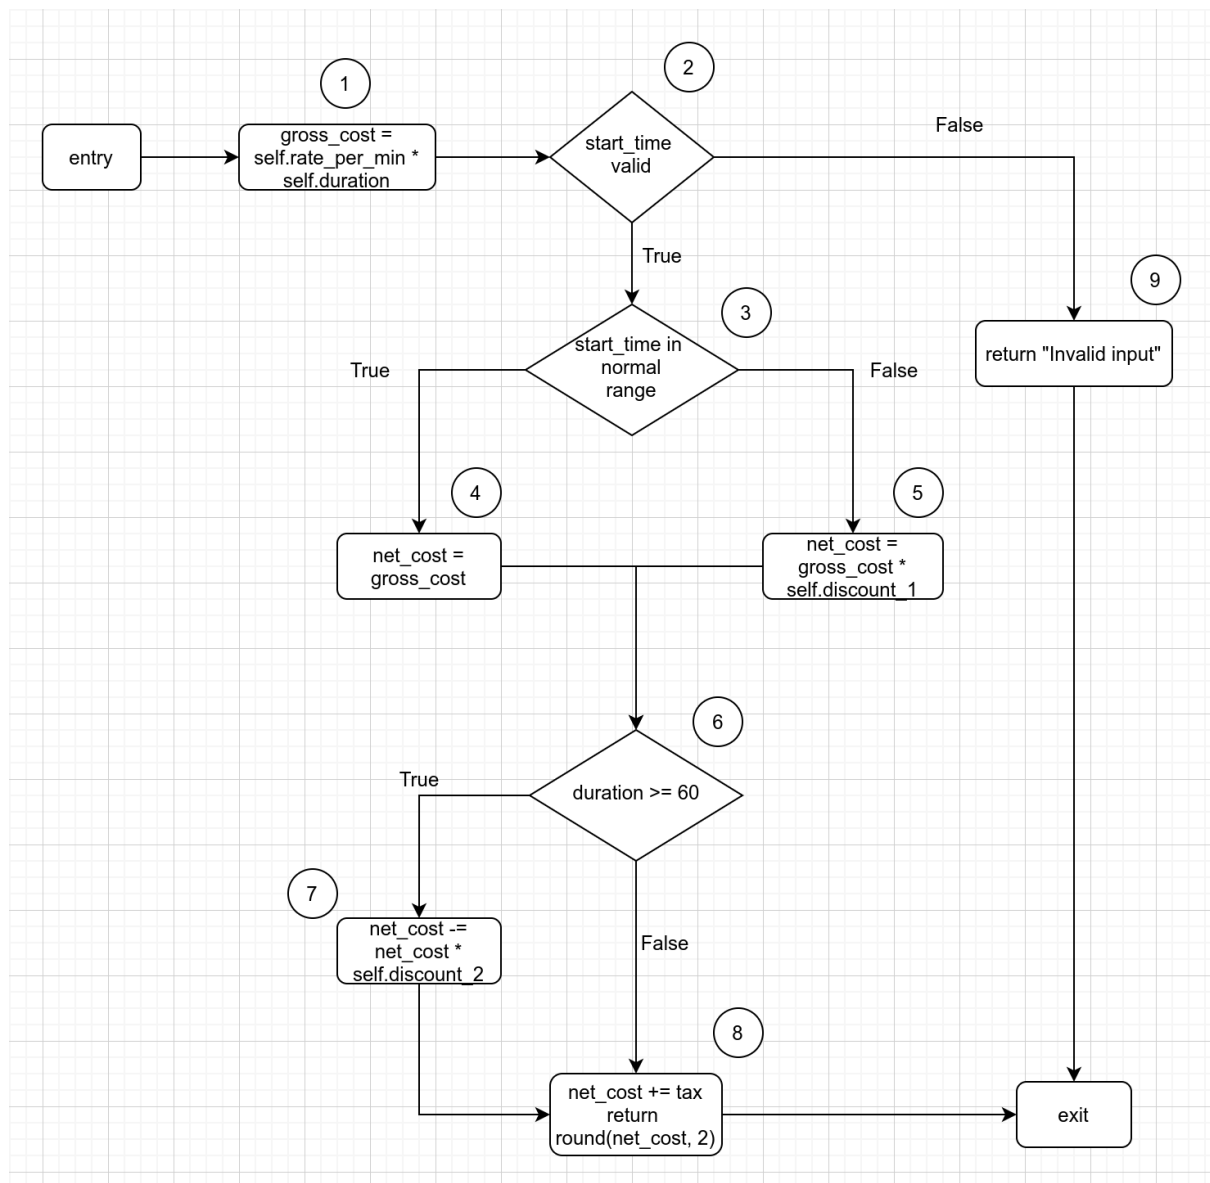 1
2
entry
gross_cost =
self.rate_per_min *
self.duration
start_time
valid
False
True
9
return "Invalid input"
3
start_time in
normal
range
True
False
4
5
net_cost =
gross_cost
net_cost =
gross_cost *
self.discount_1
6
duration >= 60
True
7
net_cost -=
net_cost *
self.discount_2
False
8
net_cost += tax
return
round(net_cost, 2)
exit